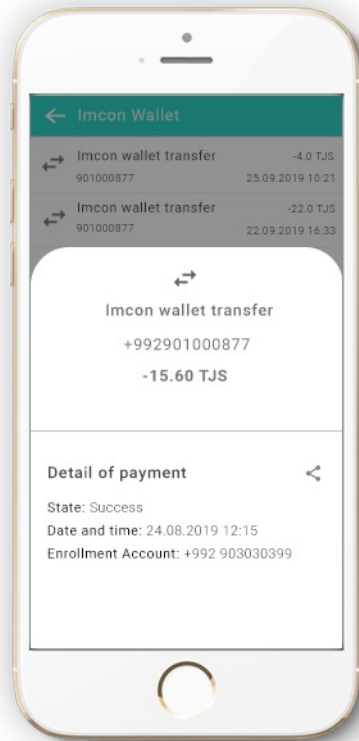 Imcon Wallet
Imcon wallet transfer -4.0 TJS
901000877 25.09.2019 10:21
Imcon wallet transfer -22.0 TJS
901000877 22.09.2019 16:33
Imcon wallet transfer
+992901000877
-15.60 TJS
Detail of payment
State: Success
Date and time: 24.08.2019 12:15
Enrollment Account: +992 903030399